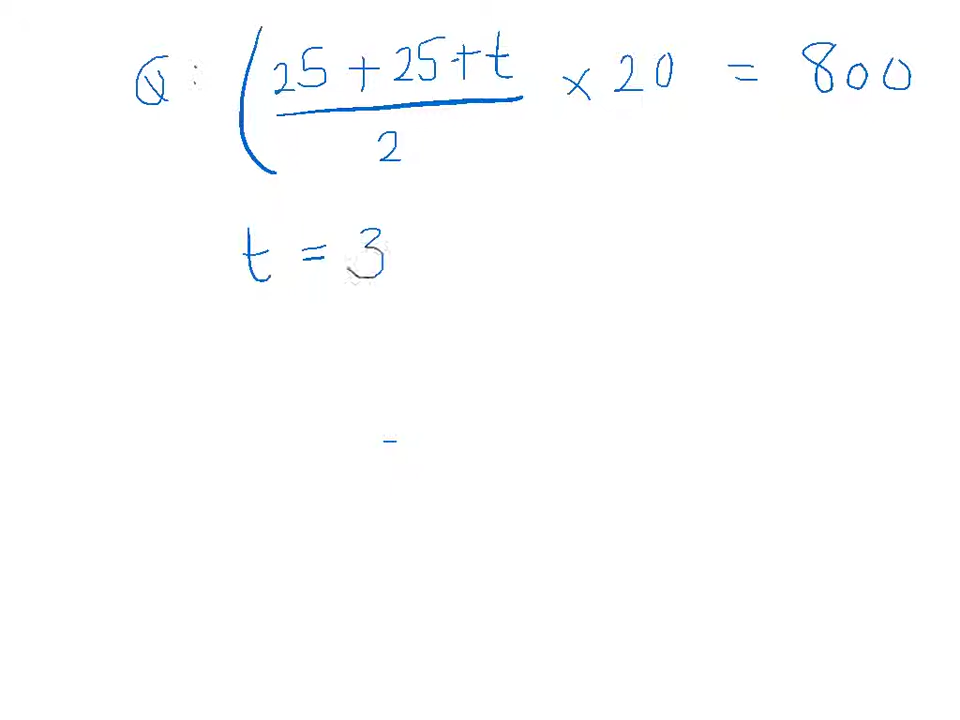 Q : ( 25 + 25 + t / 2 × 20 = 800
t = 3
-